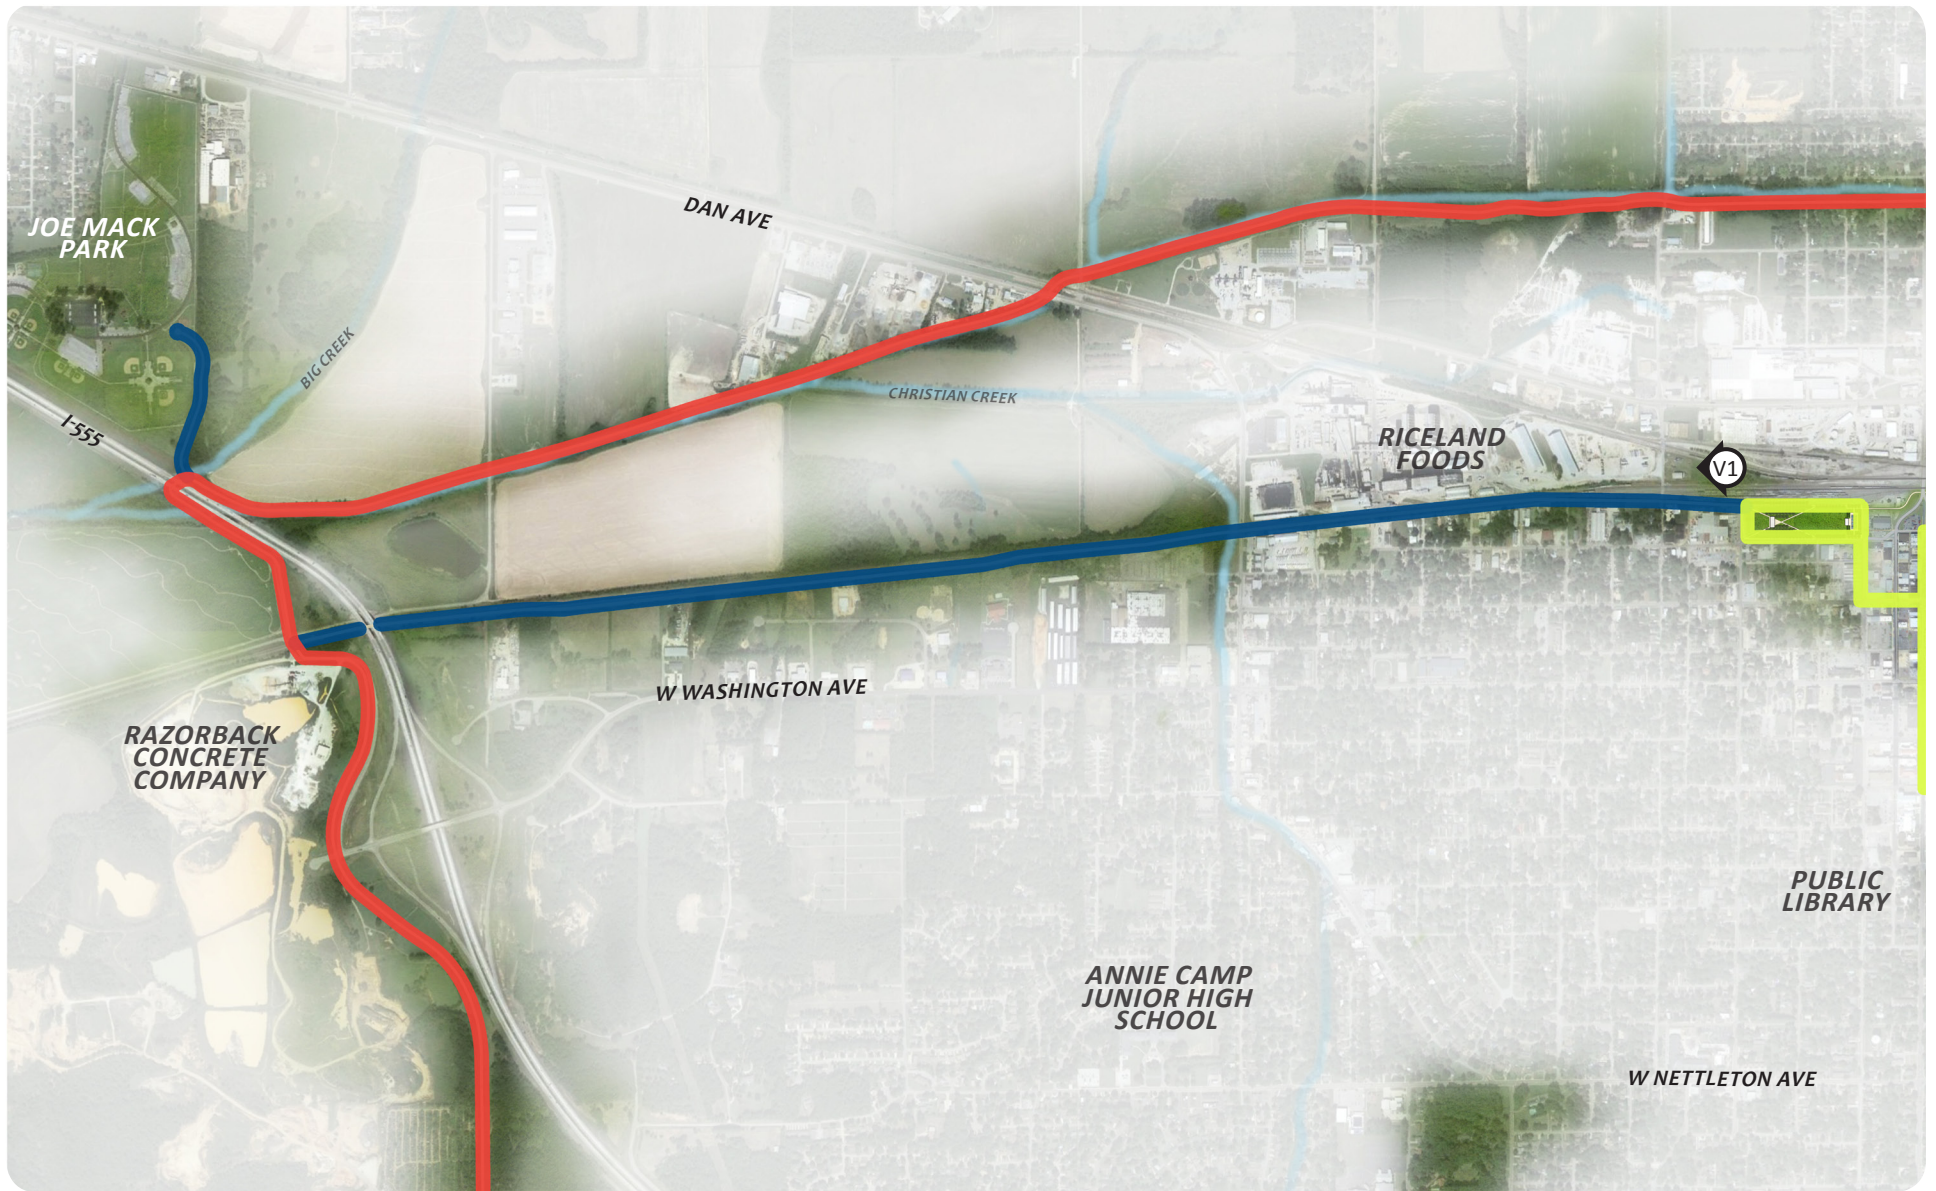 DAN AVE
JOE MACK
PARK
BIG CREEK
CHRISTIAN CREEK
I-555
RICELAND
FOODS
V1
W WASHINGTON AVE
RAZORBACK
CONCRETE
COMPANY
PUBLIC
LIBRARY
ANNIE CAMP
JUNIOR HIGH
SCHOOL
W NETTLETON AVE